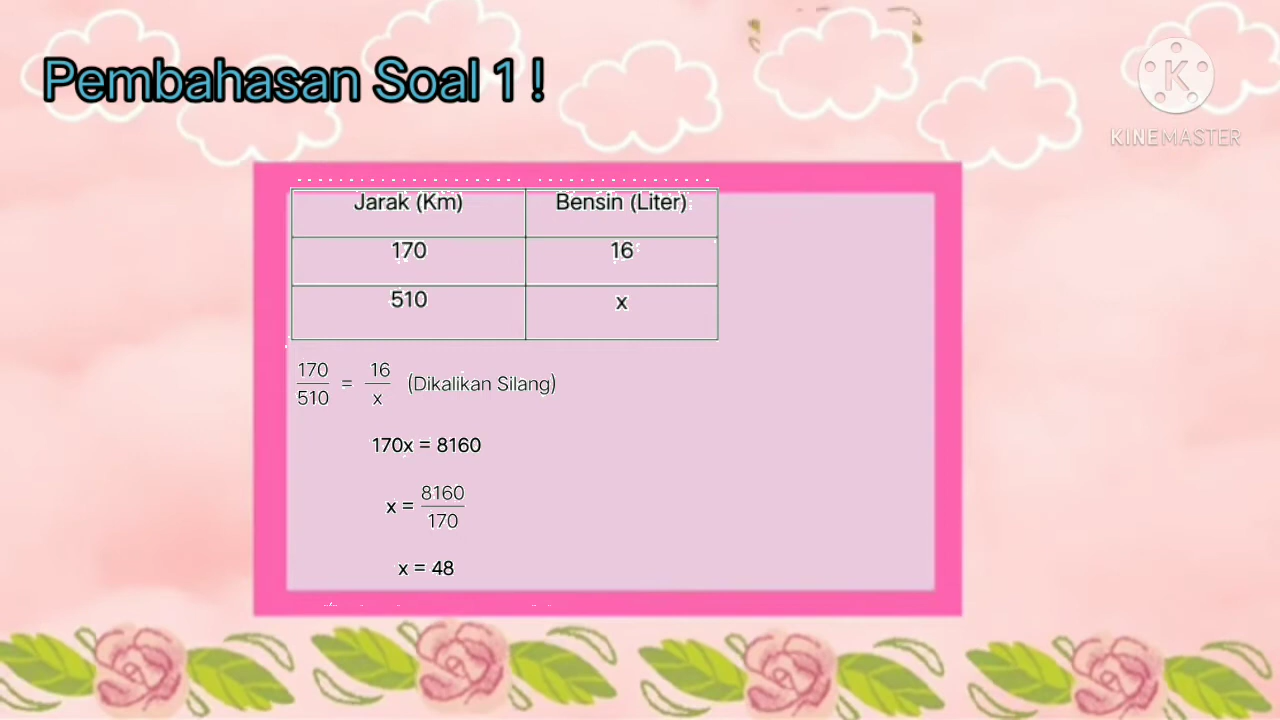 Pembahasan Soal 1 !
KINEMASTER
Jarak (Km) Bensin (Liter)
170 16
510 x
170/510 = 16/x (Dikalikan Silang)
170x = 8160
x = 8160/170
x = 48